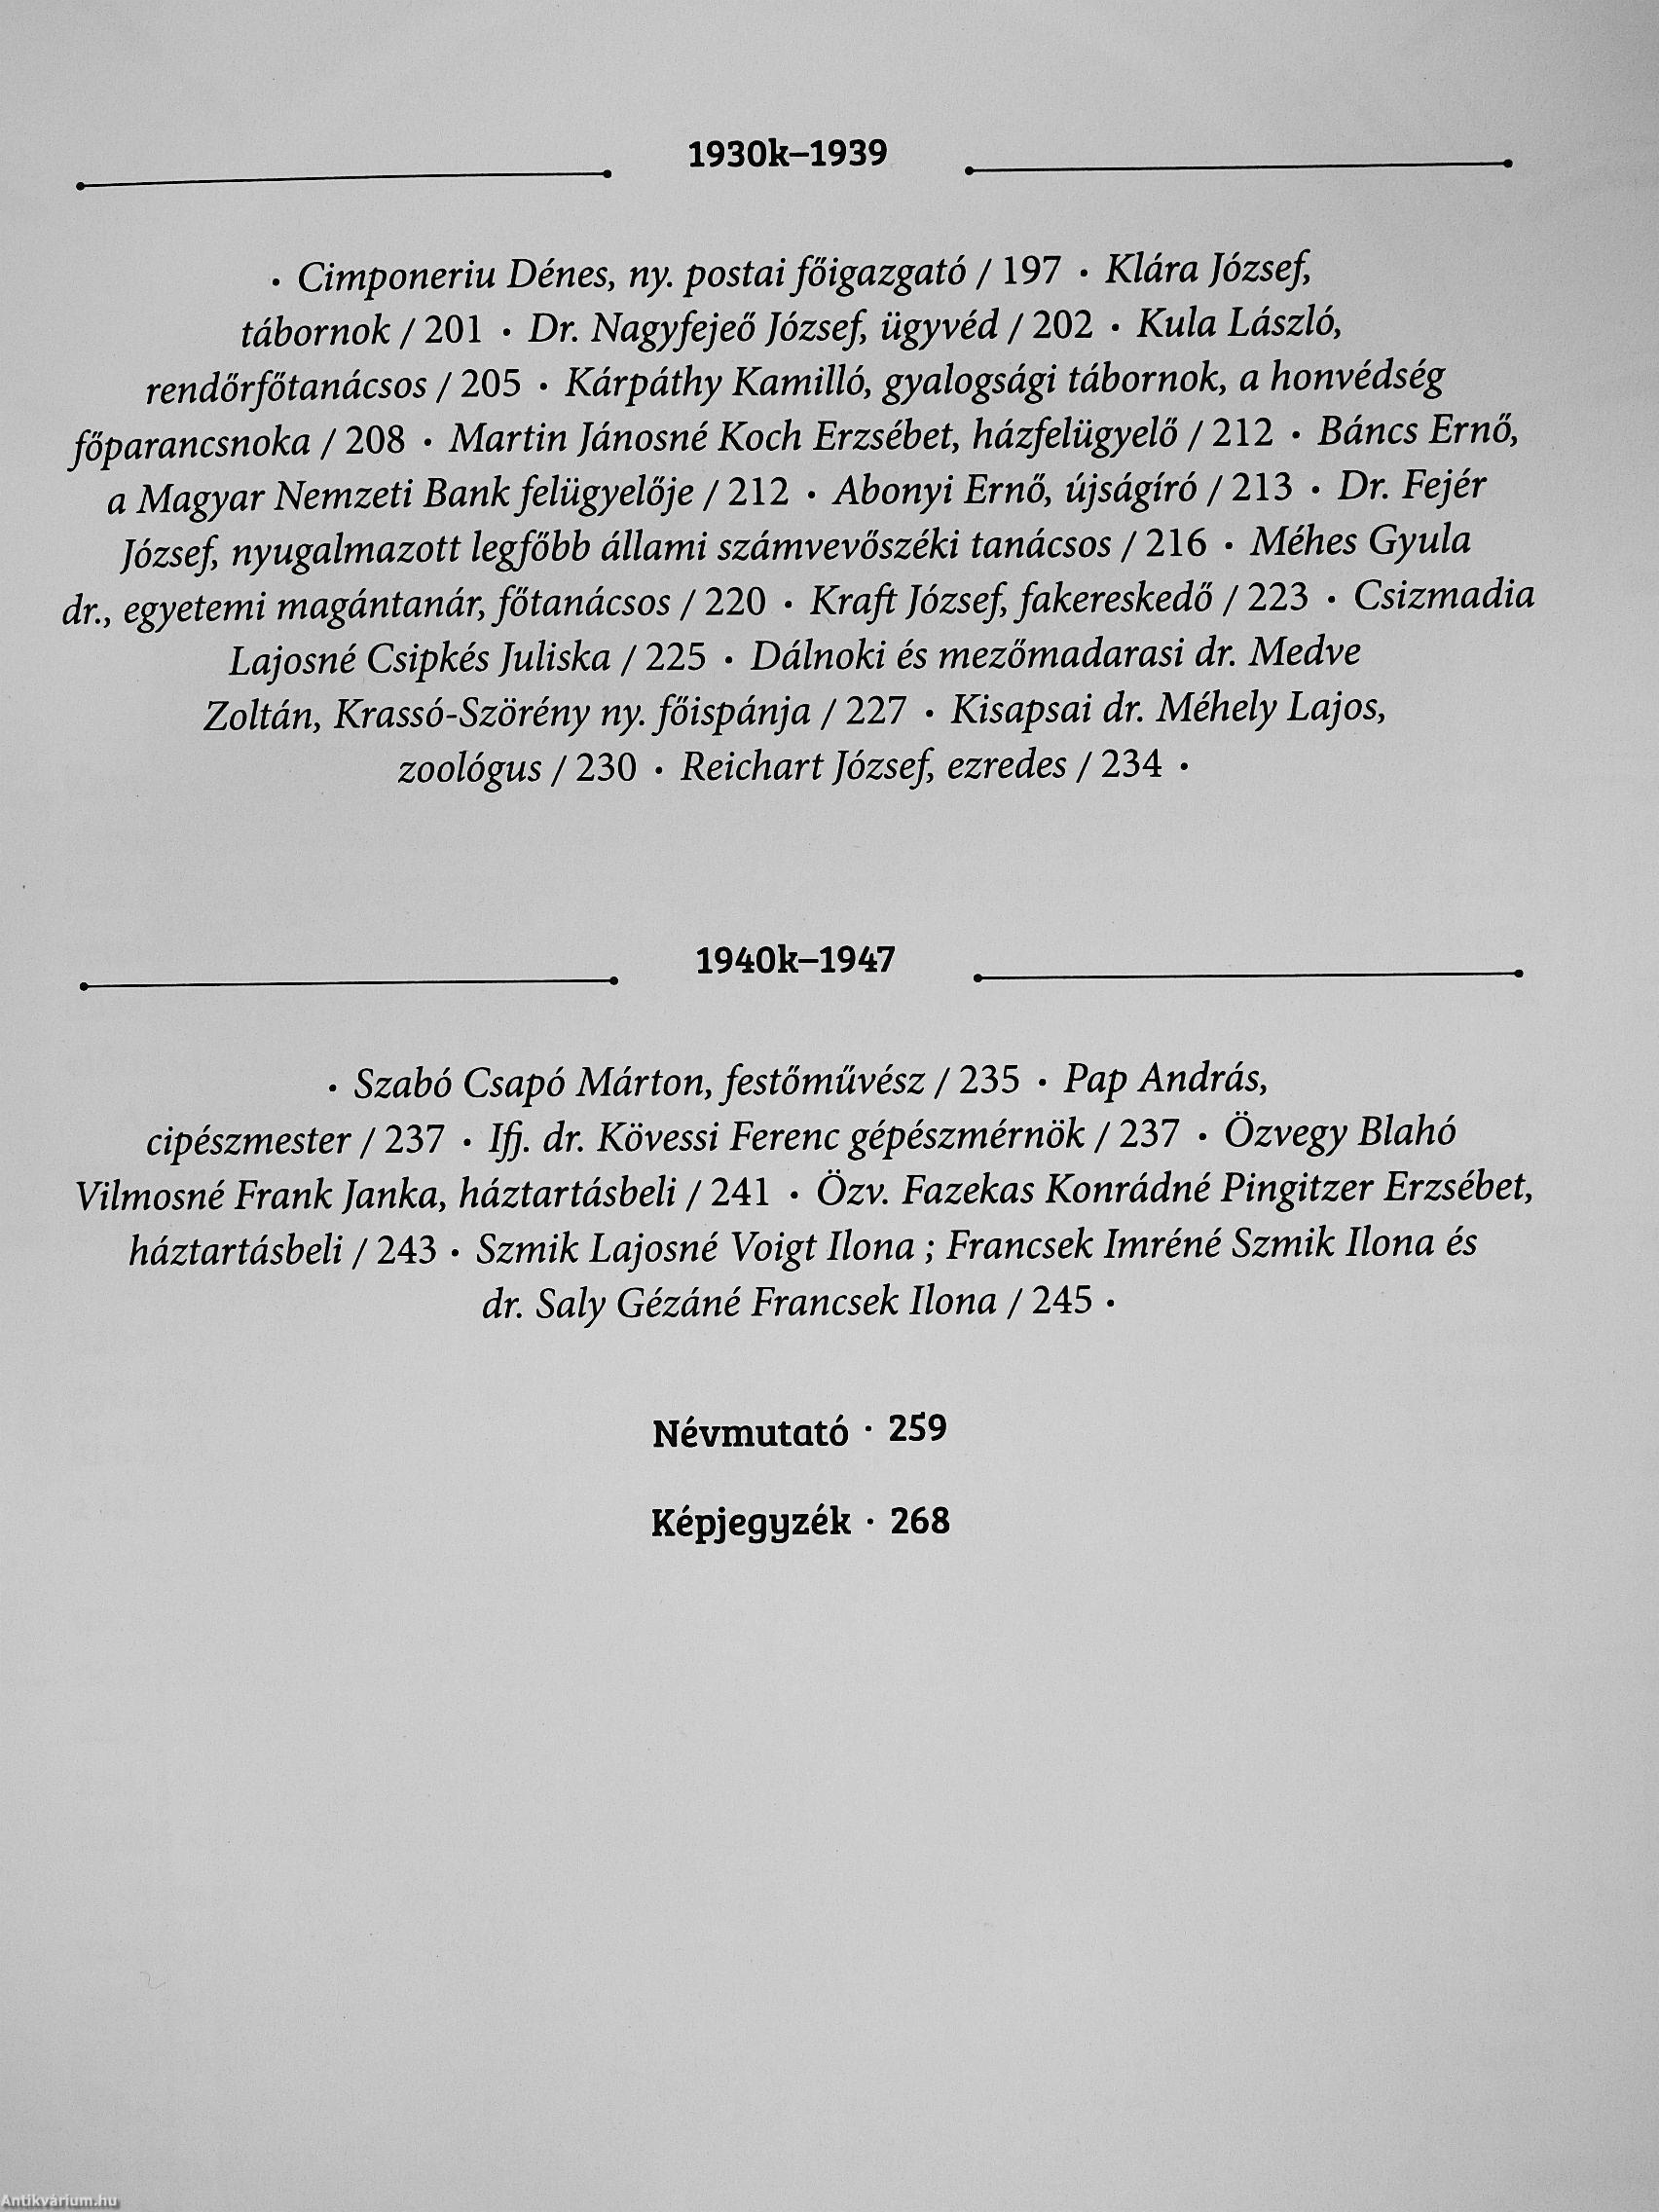 1930k–1939
• Cimponeriu Dénes, ny. postai főigazgató / 197 • Klára József,
tábornok / 201 • Dr. Nagyfejeő József, ügyvéd / 202 • Kula László,
rendőrfőtanácsos / 205 • Kárpáthy Kamilló, gyalogsági tábornok, a honvédség
főparancsnoka / 208 • Martin Jánosné Koch Erzsébet, házfelügyelő / 212 • Báncs Ernő,
a Magyar Nemzeti Bank felügyelője / 212 • Abonyi Ernő, újságíró / 213 • Dr. Fejér
József, nyugalmazott legfőbb állami számvevőszéki tanácsos / 216 • Méhes Gyula
dr., egyetemi magántanár, főtanácsos / 220 • Kraft József, fakereskedő / 223 • Csizmadia
Lajosné Csipkés Juliska / 225 • Dálnoki és mezőmadarasi dr. Medve
Zoltán, Krassó-Szörény ny. főispánja / 227 • Kisapsai dr. Méhely Lajos,
zoológus / 230 • Reichart József, ezredes / 234 •
1940k–1947
• Szabó Csapó Márton, festőművész / 235 • Pap András,
cipészmester / 237 • Ifj. dr. Kövessi Ferenc gépészmérnök / 237 • Özvegy Blahó
Vilmosné Frank Janka, háztartásbeli / 241 • Özv. Fazekas Konrádné Pingitzer Erzsébet,
háztartásbeli / 243 • Szmik Lajosné Voigt Ilona ; Francsek Imréné Szmik Ilona és
dr. Saly Gézáné Francsek Ilona / 245 •
Névmutató · 259
Képjegyzék · 268
Antikvárium.hu